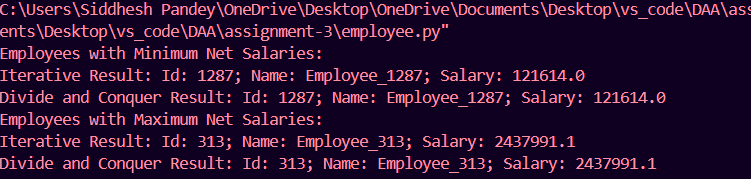 C:\Users\Siddhesh Pandey\OneDrive\Desktop\OneDrive\Documents\Desktop\vs_code\DAA\ass
ents\Desktop\vs_code\DAA\assignment-3\employee.py"
Employees with Minimum Net Salaries:
Iterative Result: Id: 1287; Name: Employee_1287; Salary: 121614.0
Divide and Conquer Result: Id: 1287; Name: Employee_1287; Salary: 121614.0
Employees with Maximum Net Salaries:
Iterative Result: Id: 313; Name: Employee_313; Salary: 2437991.1
Divide and Conquer Result: Id: 313; Name: Employee_313; Salary: 2437991.1